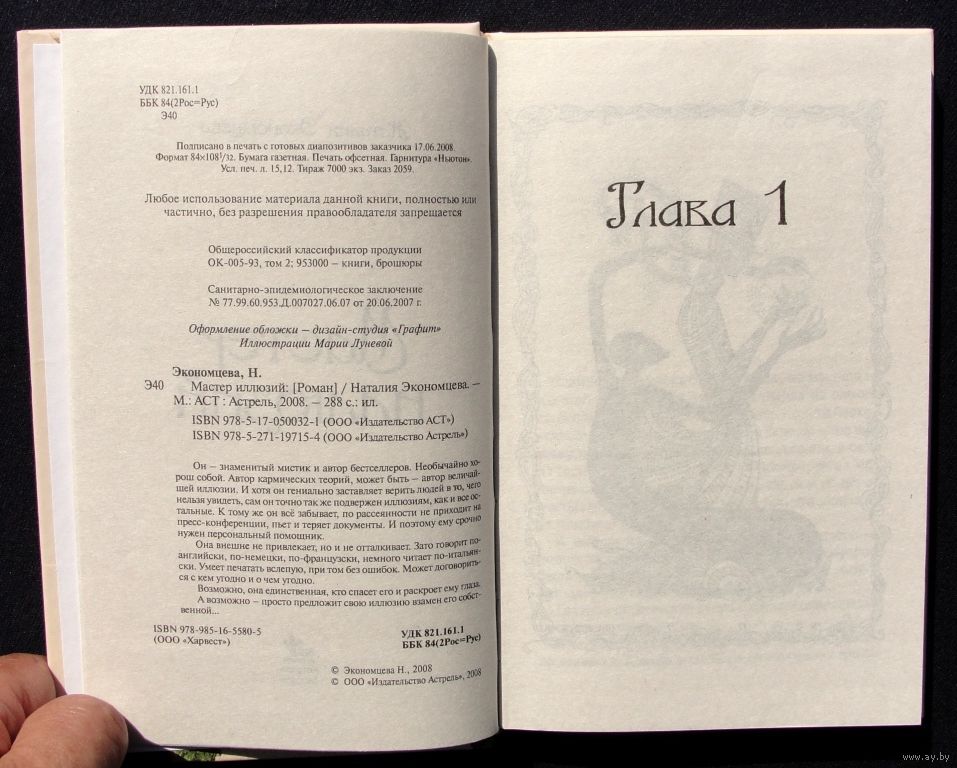 УДК 821.161.1
ББК 84(2Рос=Рус)
Э40
Подписано в печать с готовых диапозитивов заказчика 17.06.2008.
Формат 84×108 1/32. Бумага газетная. Печать офсетная. Гарнитура «Ньютон».
Усл. печ. л. 15,12. Тираж 7000 экз. Заказ 2059.
Любое использование материала данной книги, полностью или
частично, без разрешения правообладателя запрещается
Общероссийский классификатор продукции
ОК-005-93, том 2; 953000 – книги, брошюры
Санитарно-эпидемиологическое заключение
№ 77.99.60.953.Д.007027.06.07 от 20.06.2007 г.
Оформление обложки – дизайн-студия «Графит»
Иллюстрации Марии Луневой
Экономцева, Н.
Э40 Мастер иллюзий: [Роман] / Наталия Экономцева. –
М.: АСТ : Астрель, 2008. – 288 с.: ил.
ISBN 978-5-17-050032-1 (ООО «Издательство АСТ»)
ISBN 978-5-271-19715-4 (ООО «Издательство Астрель»)
Он – знаменитый мистик и автор бестселлеров. Необычайно хо-
рош собой. Автор кармических теорий, может быть – автор величай-
шей иллюзии. И хотя он гениально заставляет верить людей в то, чего
нельзя увидеть, сам он точно так же подвержен иллюзиям, как и все ос-
тальные. К тому же он всё забывает, по рассеянности не приходит на
пресс-конференции, пьет и теряет документы. И поэтому ему срочно
нужен персональный помощник.
Она внешне не привлекает, но и не отталкивает. Зато говорит по-
английски, по-немецки, по-французски, немного читает по-итальян-
ски. Умеет печатать вслепую, при том без ошибок. Может договорить-
ся с кем угодно и о чем угодно.
Возможно, она единственная, кто спасет его и раскроет ему глаза.
А возможно – просто предложит свою иллюзию взамен его собст-
венной...
ISBN 978-985-16-5580-5
(ООО «Харвест»)
УДК 821.161.1
ББК 84(2Рос=Рус)
© Экономцева Н., 2008
© ООО «Издательство Астрель», 2008
Глава 1
www.ay.by